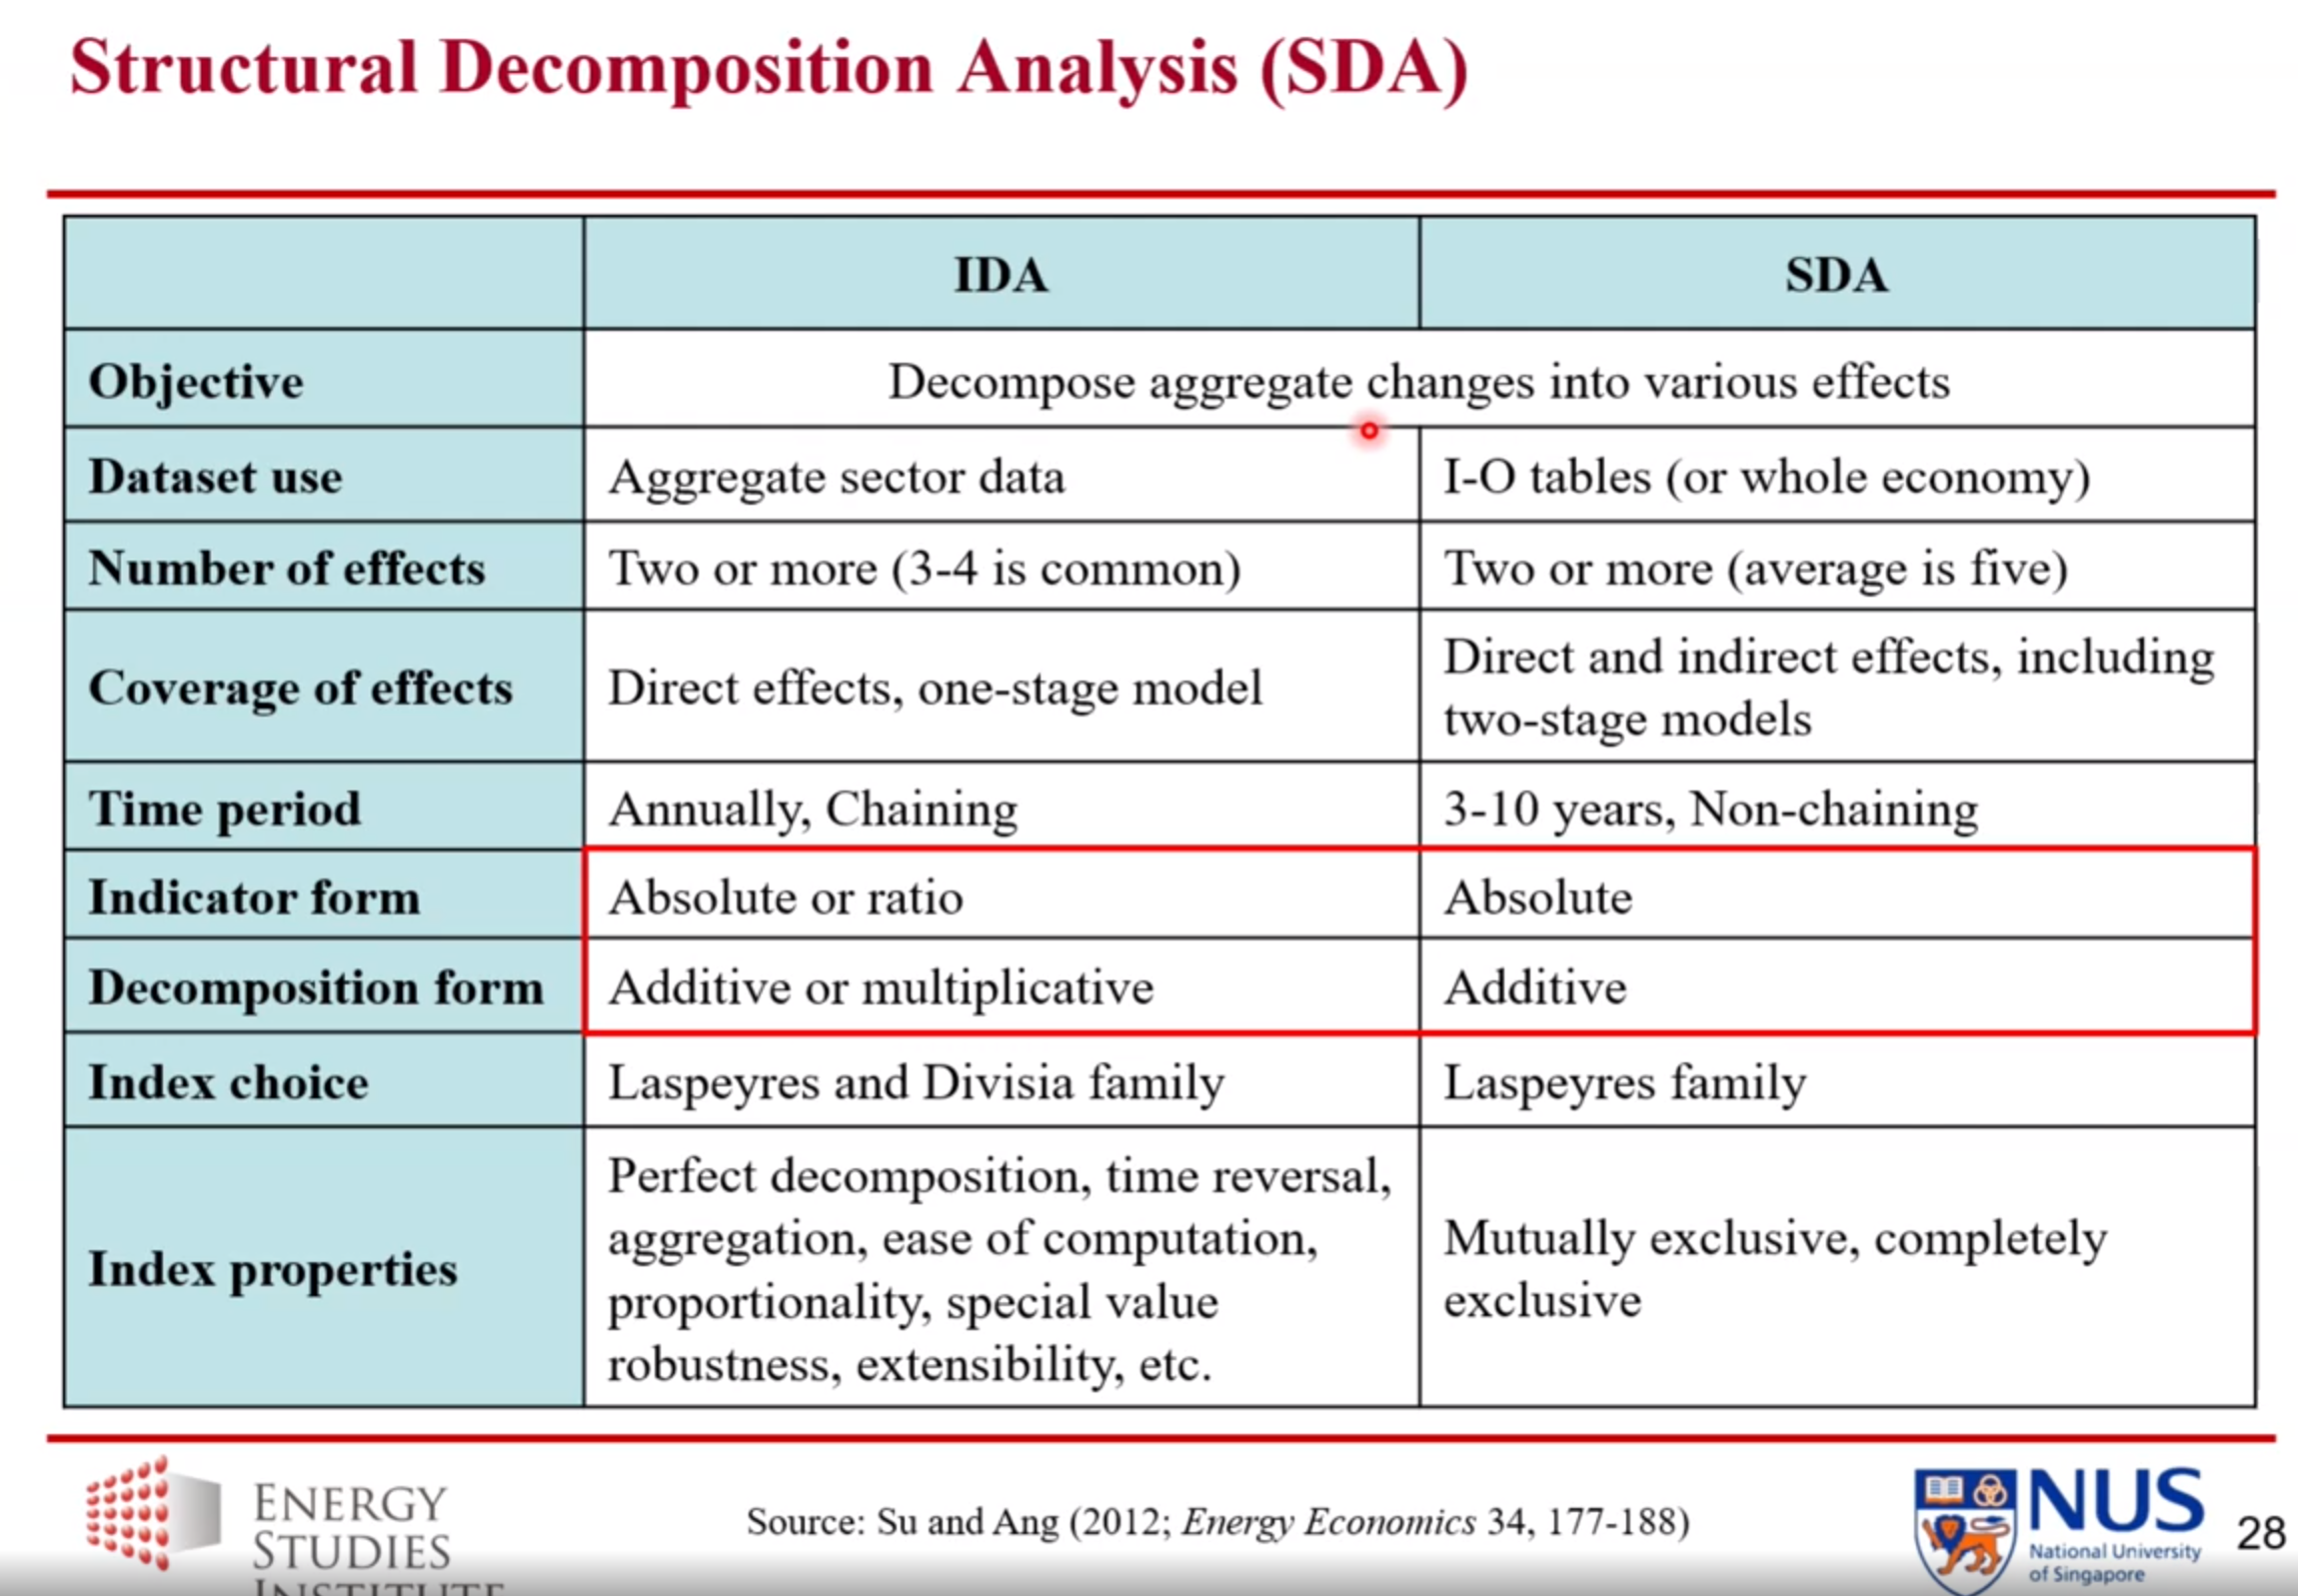 Structural Decomposition Analysis (SDA)
IDA
SDA
Objective
Decompose aggregate changes into various effects
Dataset use
Aggregate sector data
I-O tables (or whole economy)
Number of effects
Two or more (3-4 is common)
Two or more (average is five)
Coverage of effects
Direct effects, one-stage model
Direct and indirect effects, including
two-stage models
Time period
Annually, Chaining
3-10 years, Non-chaining
Indicator form
Absolute or ratio
Absolute
Decomposition form
Additive or multiplicative
Additive
Index choice
Laspeyres and Divisia family
Laspeyres family
Index properties
Perfect decomposition, time reversal,
aggregation, ease of computation,
proportionality, special value
robustness, extensibility, etc.
Mutually exclusive, completely
exclusive
ENERGY
STUDIES
INSTITUTE
Source: Su and Ang (2012; Energy Economics 34, 177-188)
NUS
National University
of Singapore
28